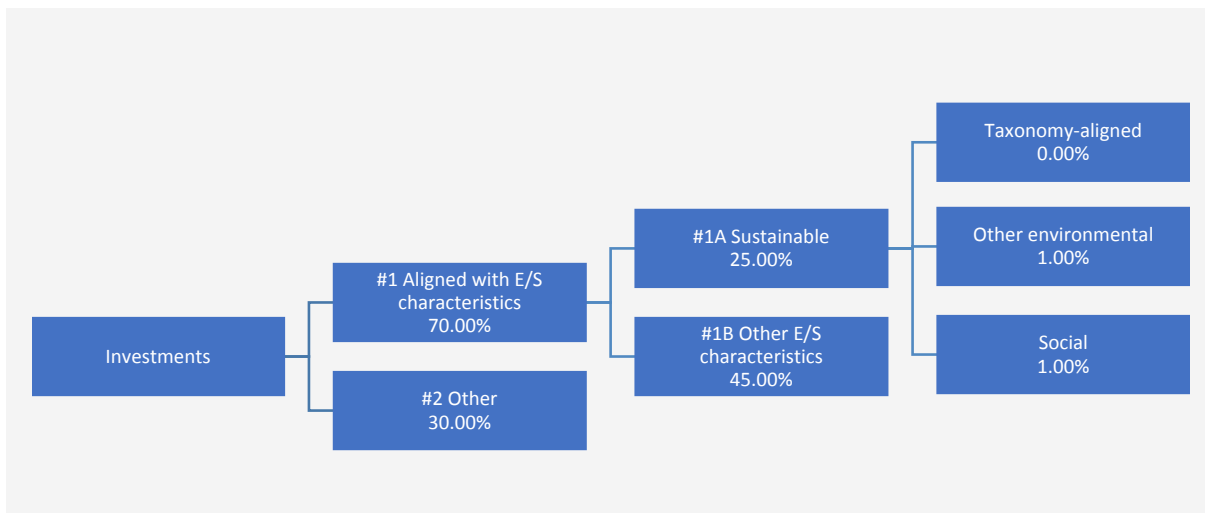 Investments
#1 Aligned with E/S
characteristics
70.00%
#2 Other
30.00%
#1A Sustainable
25.00%
#1B Other E/S
characteristics
45.00%
Taxonomy-aligned
0.00%
Other environmental
1.00%
Social
1.00%